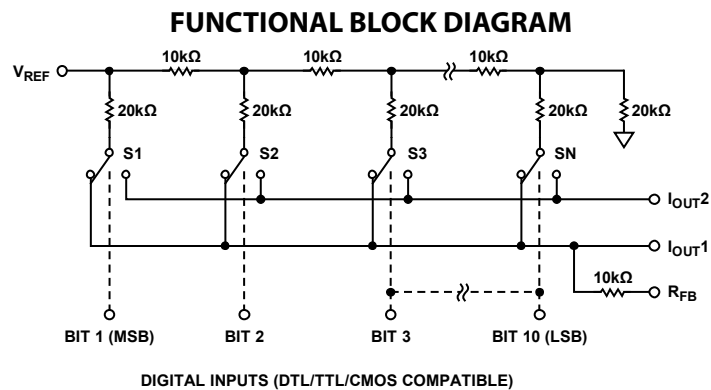 FUNCTIONAL BLOCK DIAGRAM
10kΩ 10kΩ 10kΩ
VREF
20kΩ 20kΩ 20kΩ 20kΩ 20kΩ
S1 S2 S3 SN
IOUT2
IOUT1
10kΩ
RFB
BIT 1 (MSB) BIT 2 BIT 3 BIT 10 (LSB)
DIGITAL INPUTS (DTL/TTL/CMOS COMPATIBLE)